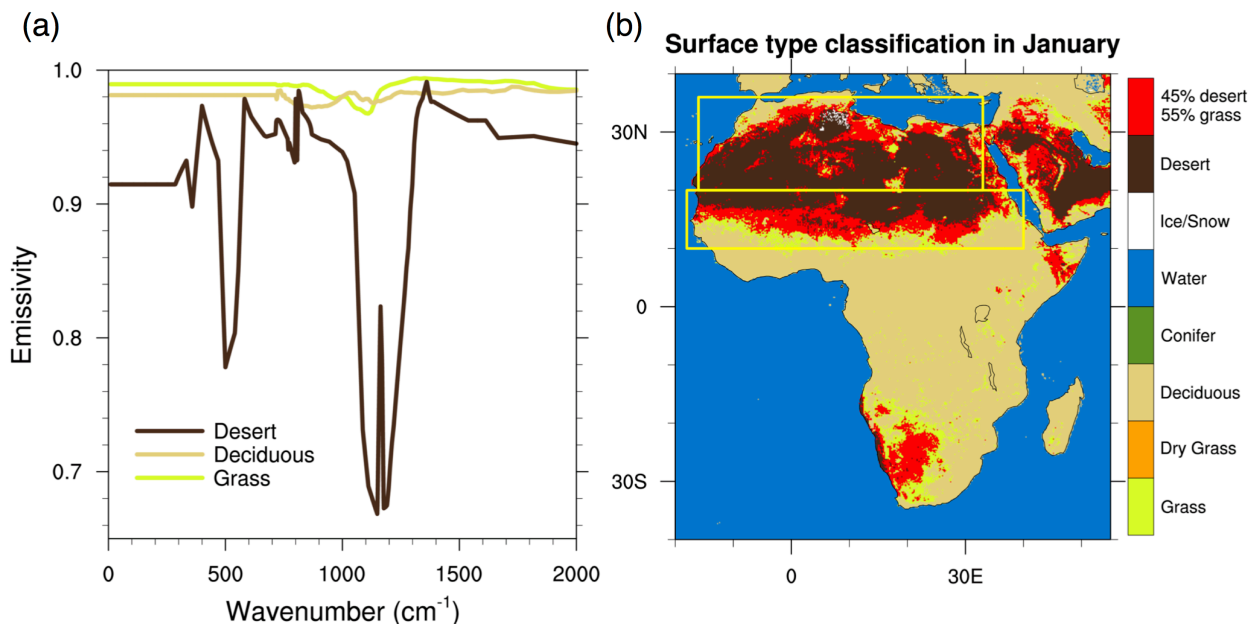 (a)
1.0
0.9
0.8
0.7
Emissivity
Desert
Deciduous
Grass
0 500 1000 1500 2000
Wavenumber (cm-1)
(b)
Surface type classification in January
30N
0
30S
0 30E
45% desert
55% grass
Desert
Ice/Snow
Water
Conifer
Deciduous
Dry Grass
Grass